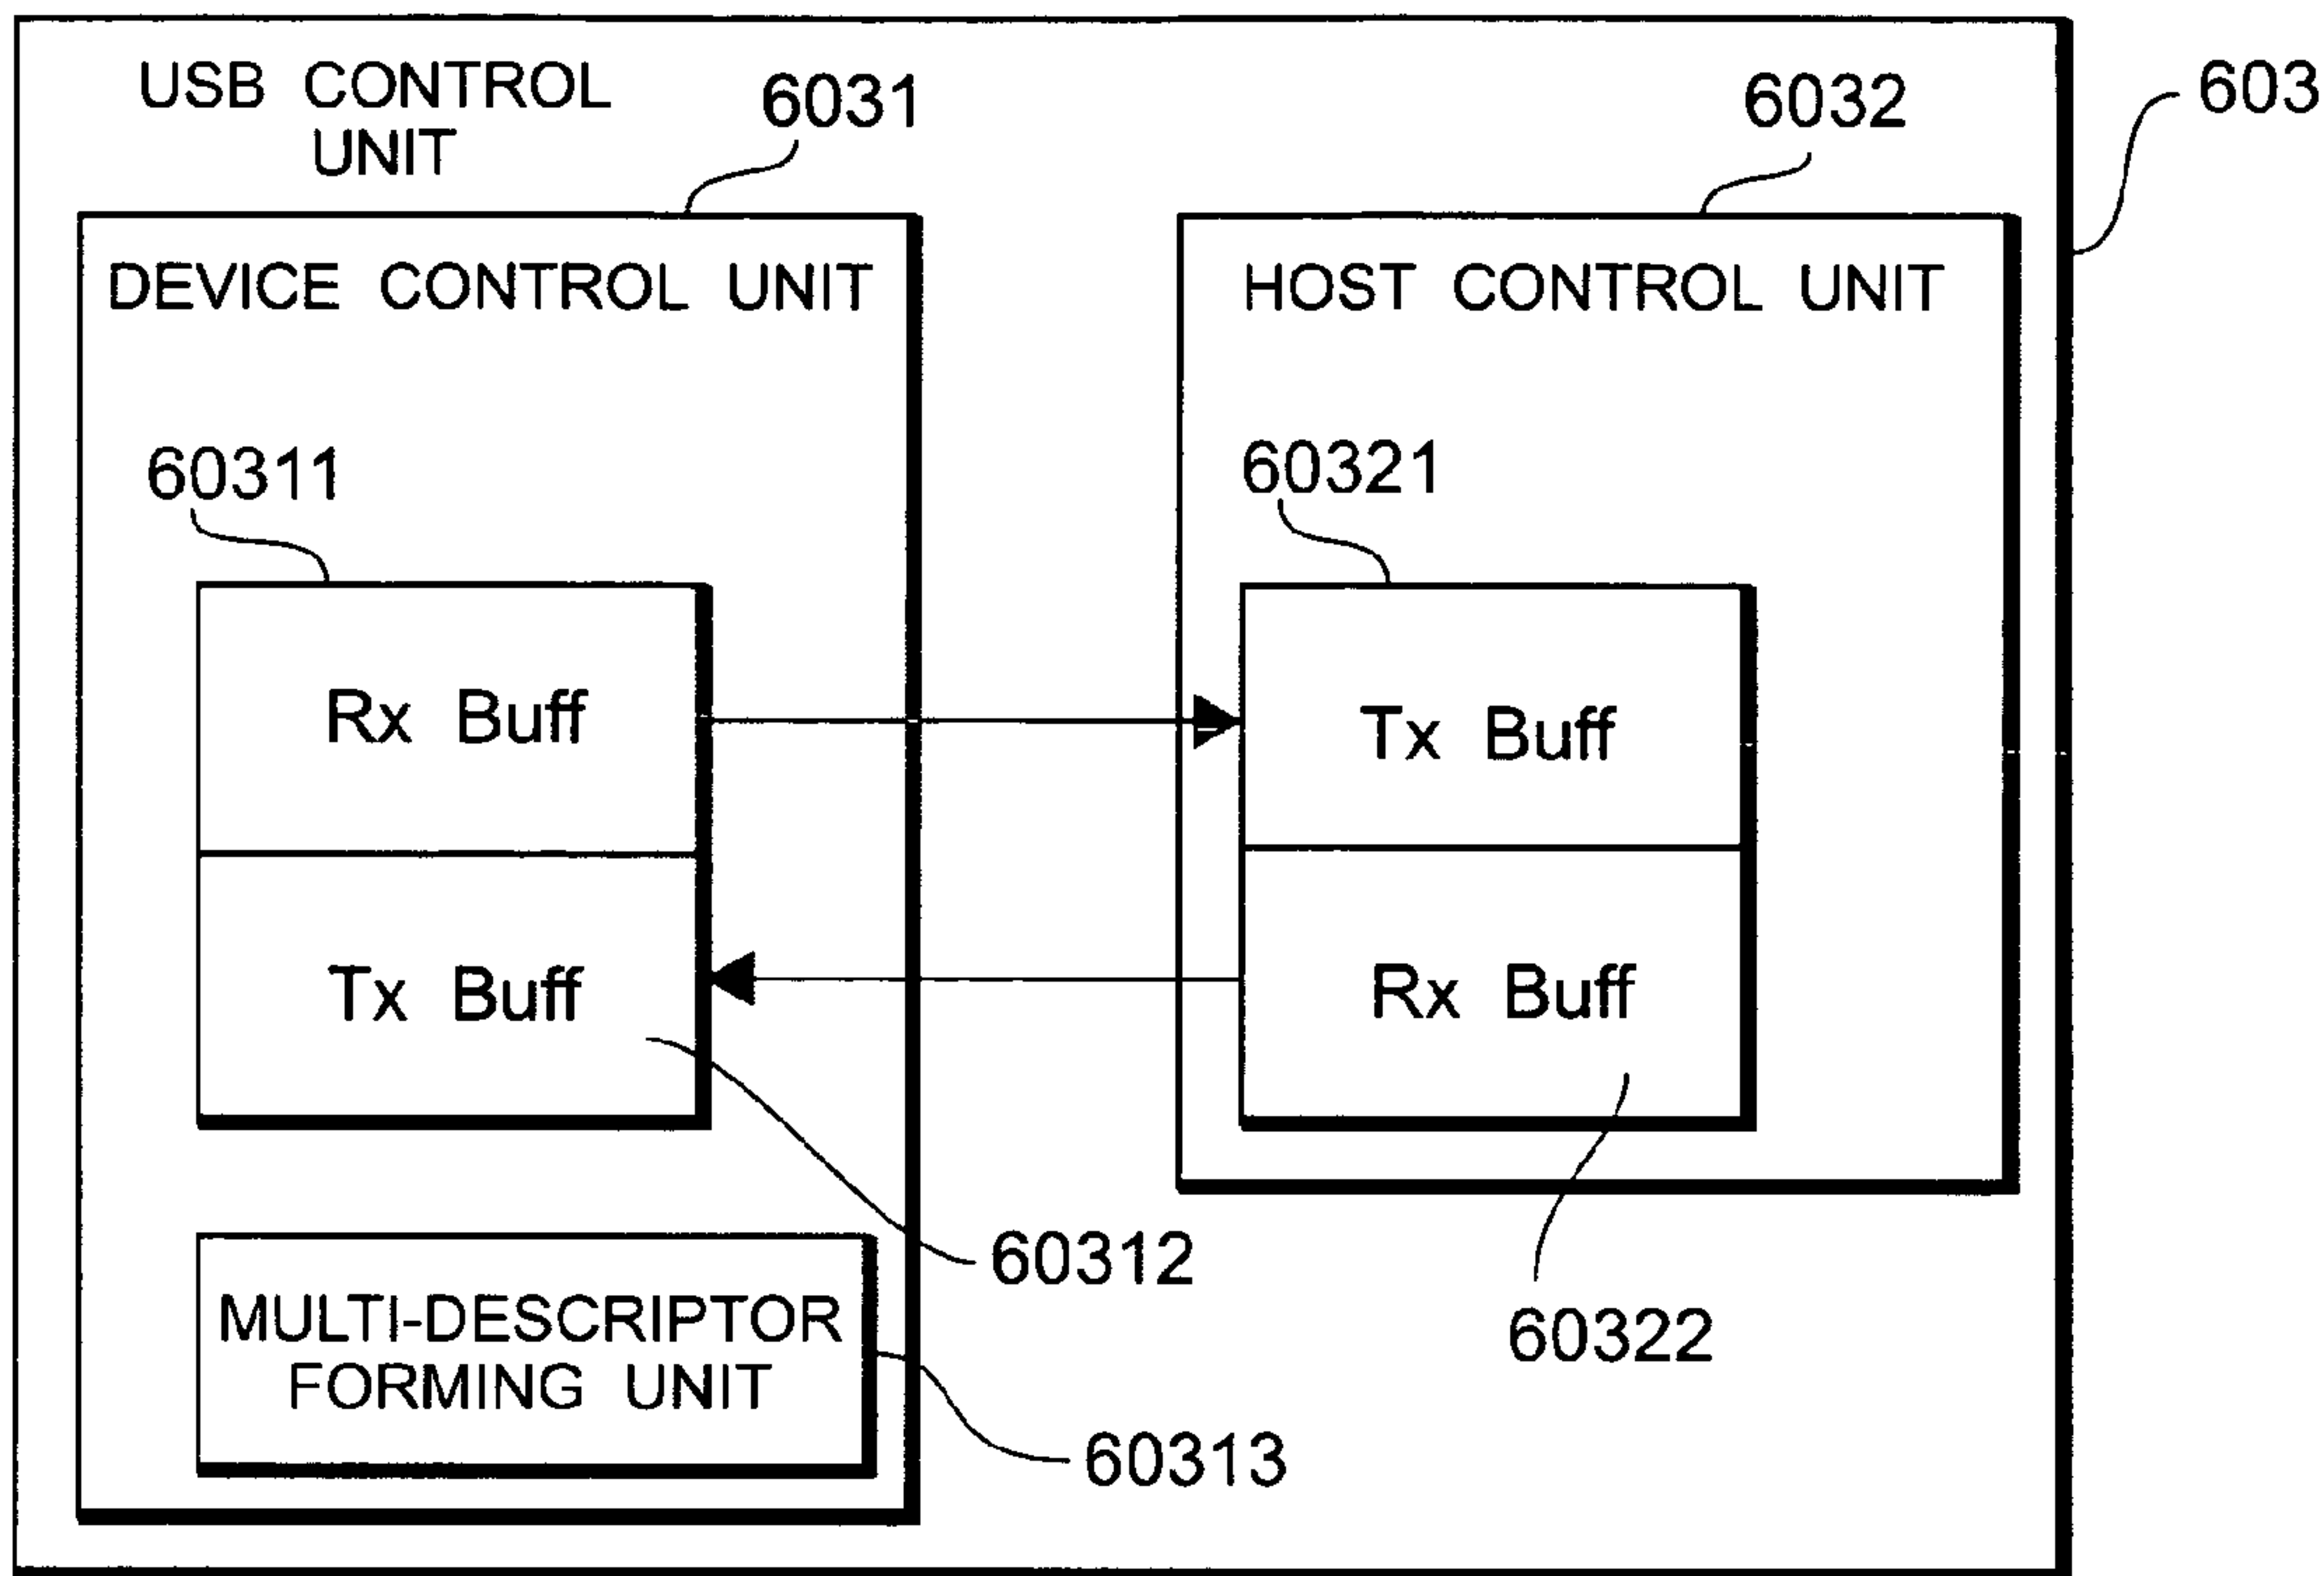 USB CONTROL
UNIT
6031
6032
603
DEVICE CONTROL UNIT
HOST CONTROL UNIT
60311
60321
Rx Buff
Tx Buff
Tx Buff
Rx Buff
60312
60322
MULTI-DESCRIPTOR
FORMING UNIT
60313